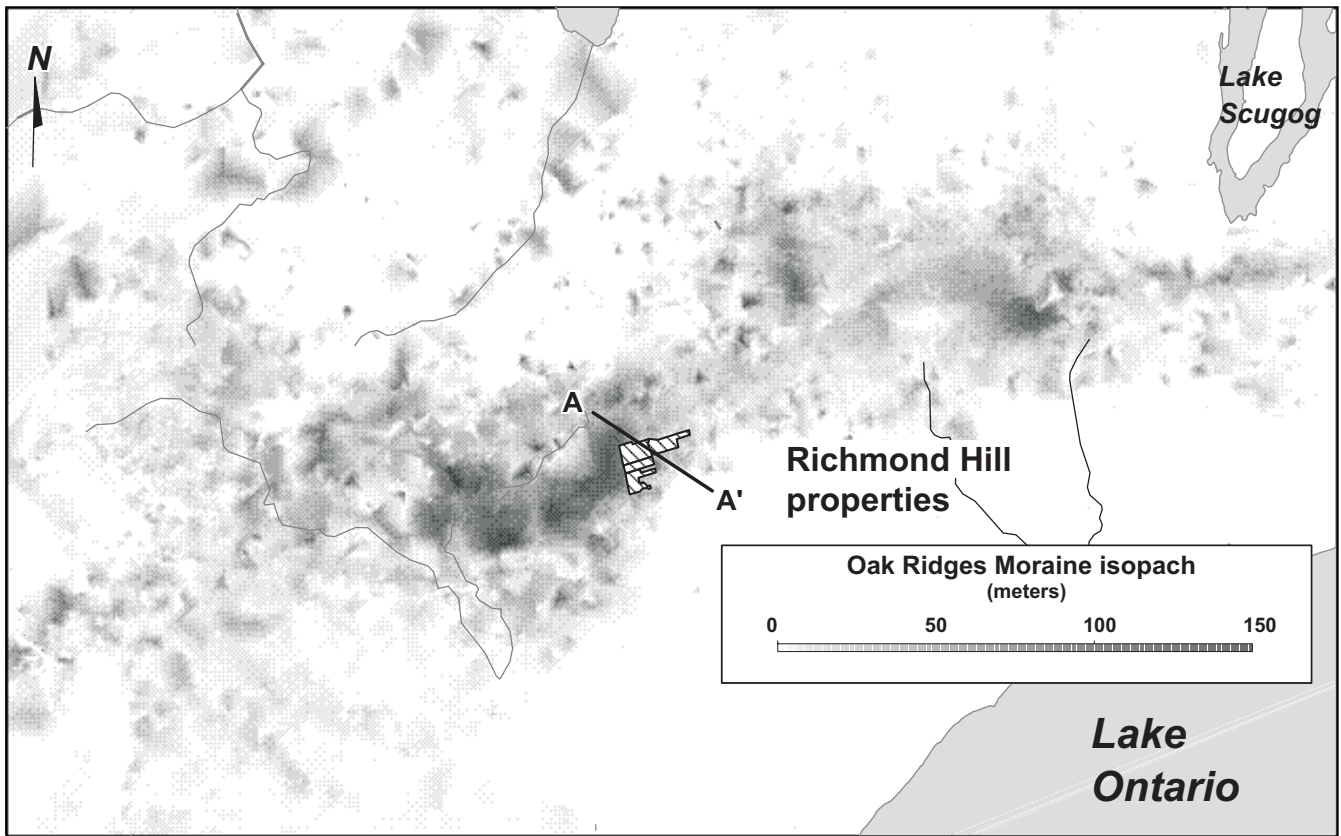 N
Lake
Scugog
A
A'
Richmond Hill
properties
Oak Ridges Moraine isopach
(meters)
0 50 100 150
Lake
Ontario